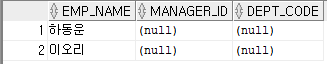 EMP_NAME MANAGER_ID DEPT_CODE
1 하동운 (null) (null)
2 이오리 (null) (null)